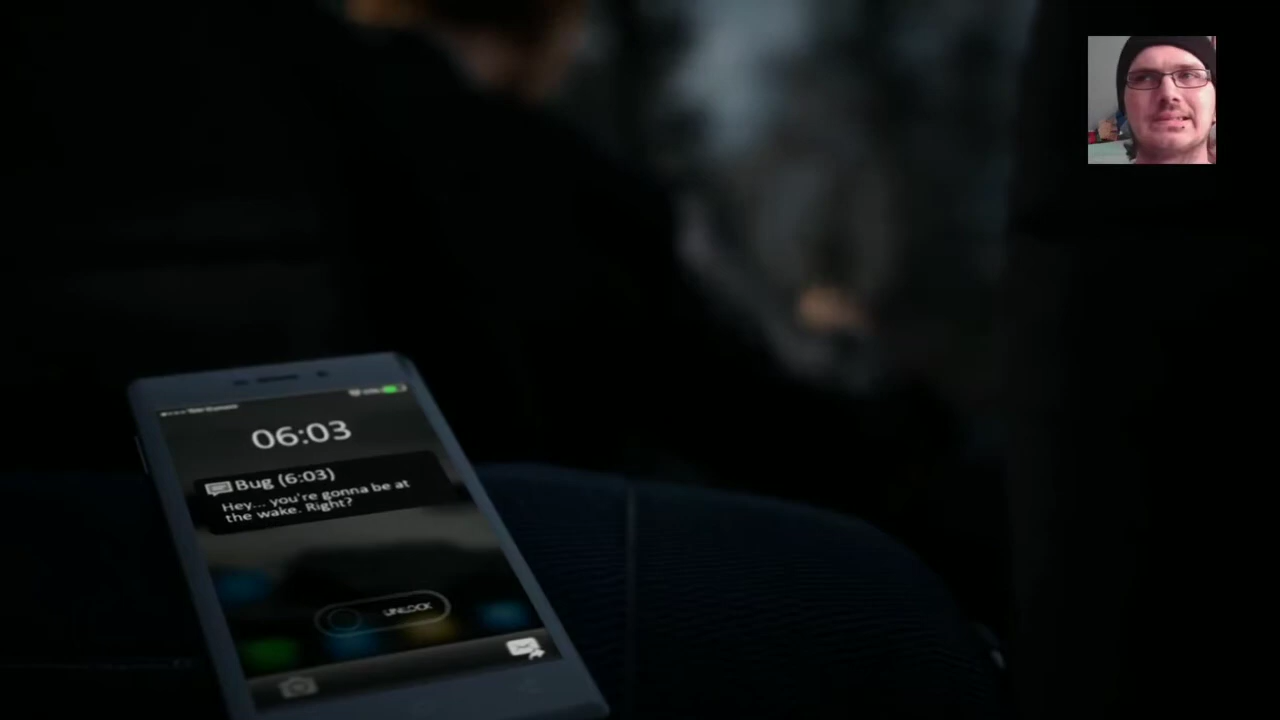 06:03
Bug (6:03)
Hey... you're gonna be at
the wake. Right?
UNLOCK